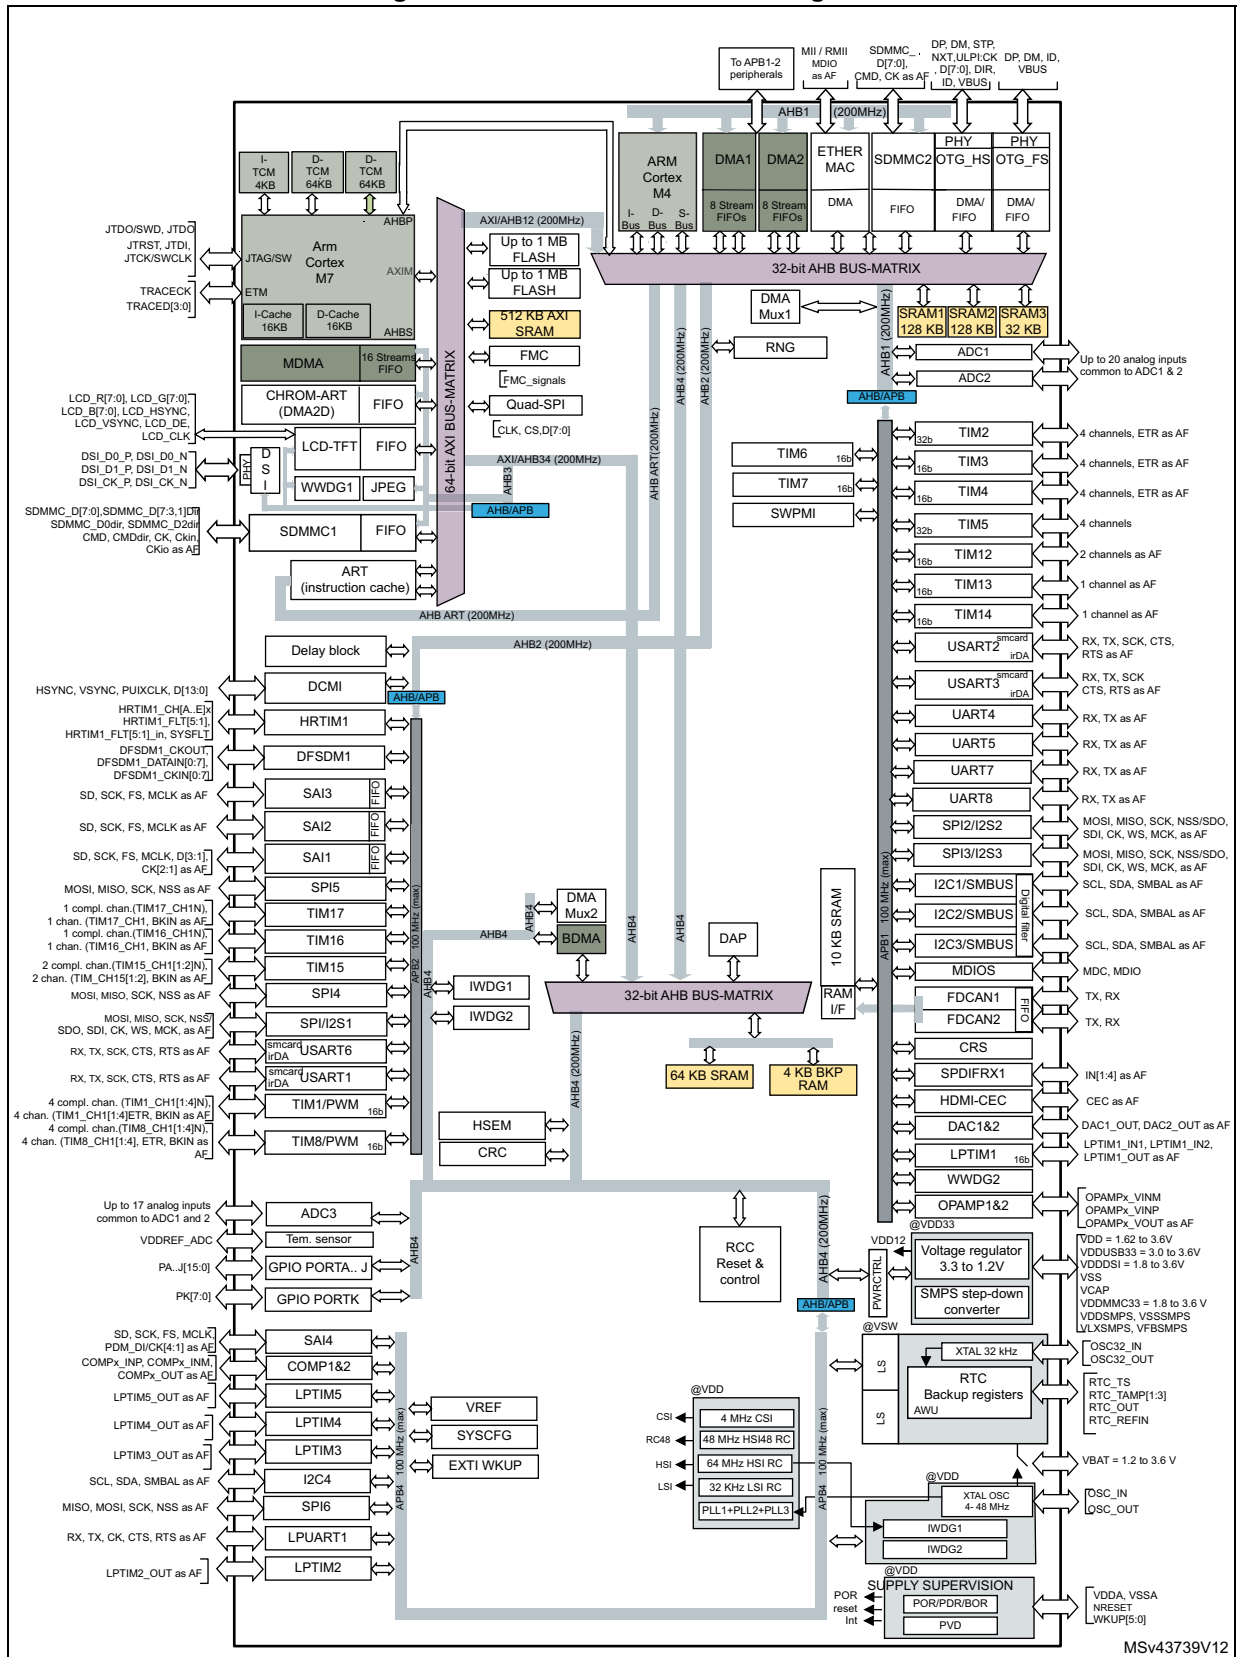 To APB1-2
peripherals
MII / RMII
MDIO
as AF
SDMMC_
D[7:0],
CMD, CK as AF
DP, DM, STP,
NXT,ULPI:CK
, D[7:0], DIR,
ID, VBUS
DP, DM, ID,
VBUS
AHB1 (200MHz)
I-
TCM
4KB
D-
TCM
64KB
D-
TCM
64KB
ARM
Cortex
M4
I-
Bus
D-
Bus
S-
Bus
DMA1
8 Stream
FIFOs
DMA2
8 Stream
FIFOs
ETHER
MAC
DMA
SDMMC2
FIFO
PHY
OTG_HS
DMA/
FIFO
PHY
OTG_FS
DMA/
FIFO
JTDO/SWD, JTDO
JTRST, JTDI,
JTCK/SWCLK
TRACECK
TRACED[3:0]
AHBP
Arm
Cortex
M7
JTAG/SW
AXIM
ETM
I-Cache
16KB
D-Cache
16KB
AHBS
64-bit AXI BUS-MATRIX
AXI/AHB12 (200MHz)
Up to 1 MB
FLASH
Up to 1 MB
FLASH
512 KB AXI
SRAM
FMC
FMC_signals
Quad-SPI
CLK, CS,D[7:0]
32-bit AHB BUS-MATRIX
DMA
Mux1
RNG
SRAM1
128 KB
SRAM2
128 KB
SRAM3
32 KB
AHB1 (200MHz)
AHB4 (200MHz)
AHB2 (200MHz)
AHB ART(200MHz)
ADC1
ADC2
Up to 20 analog inputs
common to ADC1 & 2
AHB/APB
MDMA
16 Streams
FIFO
CHROM-ART
(DMA2D)
FIFO
LCD_R[7:0], LCD_G[7:0],
LCD_B[7:0], LCD_HSYNC,
LCD_VSYNC, LCD_DE,
LCD_CLK
LCD-TFT
FIFO
DSI_D0_P, DSI_D0_N
DSI_D1_P, DSI_D1_N
DSI_CK_P, DSI_CK_N
PHY
DSI
WWDG1
JPEG
AXI/AHB34 (200MHz)
AHB3
AHB/APB
SDMMC_D[7:0],SDMMC_D[7:3,1]Dir
SDMMC_D0dir, SDMMC_D2dir
CMD, CMDdir, CK, Ckin,
CKio as AF
SDMMC1
FIFO
ART
(instruction cache)
AHB ART (200MHz)
AHB2 (200MHz)
TIM6
16b
TIM7
16b
SWPMI
TIM2
32b
4 channels, ETR as AF
TIM3
16b
4 channels, ETR as AF
TIM4
16b
4 channels, ETR as AF
TIM5
32b
4 channels
TIM12
16b
2 channels as AF
TIM13
16b
1 channel as AF
TIM14
16b
1 channel as AF
USART2
smcard
irDA
RX, TX, SCK, CTS,
RTS as AF
USART3
smcard
irDA
RX, TX, SCK
CTS, RTS as AF
UART4
RX, TX as AF
UART5
RX, TX as AF
UART7
RX, TX as AF
UART8
RX, TX as AF
SPI2/I2S2
MOSI, MISO, SCK, NSS/SDO,
SDI, CK, WS, MCK, as AF
SPI3/I2S3
MOSI, MISO, SCK, NSS/SDO,
SDI, CK, WS, MCK, as AF
I2C1/SMBUS
SCL, SDA, SMBAL as AF
I2C2/SMBUS
SCL, SDA, SMBAL as AF
I2C3/SMBUS
SCL, SDA, SMBAL as AF
Digital filter
MDIOS
MDC, MDIO
FDCAN1
TX, RX
FDCAN2
TX, RX
FIFO
CRS
SPDIFRX1
IN[1:4] as AF
HDMI-CEC
CEC as AF
DAC1&2
DAC1_OUT, DAC2_OUT as AF
LPTIM1
16b
LPTIM1_IN1, LPTIM1_IN2,
LPTIM1_OUT as AF
WWDG2
OPAMP1&2
OPAMPx_VINM
OPAMPx_VINP
OPAMPx_VOUT as AF
APB1 100 MHz (max)
10 KB SRAM
RAM
I/F
Delay block
HSYNC, VSYNC, PUIXCLK, D[13:0]
DCMI
AHB/APB
HRTIM1_CH[A..E]x
HRTIM1_FLT[5:1],
HRTIM1_FLT[5:1]_in, SYSFLT
HRTIM1
DFSDM1_CKOUT,
DFSDM1_DATAIN[0:7],
DFSDM1_CKIN[0:7]
DFSDM1
SD, SCK, FS, MCLK as AF
SAI3
FIFO
SD, SCK, FS, MCLK as AF
SAI2
FIFO
SD, SCK, FS, MCLK, D[3:1],
CK[2:1] as AF
SAI1
FIFO
MOSI, MISO, SCK, NSS as AF
SPI5
1 compl. chan.(TIM17_CH1N),
1 chan. (TIM17_CH1, BKIN as AF
TIM17
1 compl. chan.(TIM16_CH1N),
1 chan. (TIM16_CH1, BKIN as AF
TIM16
2 compl. chan.(TIM15_CH1[1:2]N),
2 chan. (TIM_CH15[1:2], BKIN as AF
TIM15
MOSI, MISO, SCK, NSS as AF
SPI4
MOSI, MISO, SCK, NSS/
SDO, SDI, CK, WS, MCK, as AF
SPI/I2S1
RX, TX, SCK, CTS, RTS as AF
smcard
irDA
USART6
RX, TX, SCK, CTS, RTS as AF
smcard
irDA
USART1
4 compl. chan. (TIM1_CH1[1:4]N),
4 chan. (TIM1_CH1[1:4]ETR, BKIN as AF
TIM1/PWM
16b
4 compl. chan. (TIM8_CH1[1:4]N),
4 chan. (TIM8_CH1[1:4], ETR, BKIN as
AF
TIM8/PWM
16b
APB2 100 MHz (max)
AHB4
AHB4
AHB4
DMA
Mux2
BDMA
AHB4
AHB4
DAP
32-bit AHB BUS-MATRIX
IWDG1
IWDG2
AHB4 (200MHz)
64 KB SRAM
4 KB BKP
RAM
HSEM
CRC
Up to 17 analog inputs
common to ADC1 and 2
ADC3
VDDREF_ADC
Tem. sensor
PA..J[15:0]
GPIO PORTA.. J
PK[7:0]
GPIO PORTK
AHB4
RCC
Reset &
control
AHB4 (200MHz)
AHB/APB
@VDD33
VDD12
PWRCTRL
Voltage regulator
3.3 to 1.2V
SMPS step-down
converter
VDD = 1.62 to 3.6V
VDDUSB33 = 3.0 to 3.6V
VDDDSI = 1.8 to 3.6V
VSS
VCAP
VDDMMC33 = 1.8 to 3.6 V
VDDSMPS, VSSSMPS
VLXSMPS, VFBSMPS
@VSW
LS
LS
XTAL 32 kHz
RTC
Backup registers
AWU
OSC32_IN
OSC32_OUT
RTC_TS
RTC_TAMP[1:3]
RTC_OUT
RTC_REFIN
VBAT = 1.2 to 3.6 V
SD, SCK, FS, MCLK,
PDM_DI/CK[4:1] as AF
SAI4
COMPx_INP, COMPx_INM,
COMPx_OUT as AF
COMP1&2
LPTIM5_OUT as AF
LPTIM5
LPTIM4_OUT as AF
LPTIM4
LPTIM3_OUT as AF
LPTIM3
SCL, SDA, SMBAL as AF
I2C4
MISO, MOSI, SCK, NSS as AF
SPI6
RX, TX, CK, CTS, RTS as AF
LPUART1
LPTIM2_OUT as AF
LPTIM2
APB4 100 MHz (max)
VREF
SYSCFG
EXTI WKUP
@VDD
CSI
4 MHz CSI
RC48
48 MHz HSI48 RC
HSI
64 MHz HSI RC
LSI
32 KHz LSI RC
PLL1+PLL2+PLL3
APB4 100 MHz (max)
@VDD
XTAL OSC
4- 48 MHz
IWDG1
IWDG2
OSC_IN
OSC_OUT
@VDD
SUPPLY SUPERVISION
POR
reset
Int
POR/PDR/BOR
PVD
VDDA, VSSA
NRESET
WKUP[5:0]
MSv43739V12